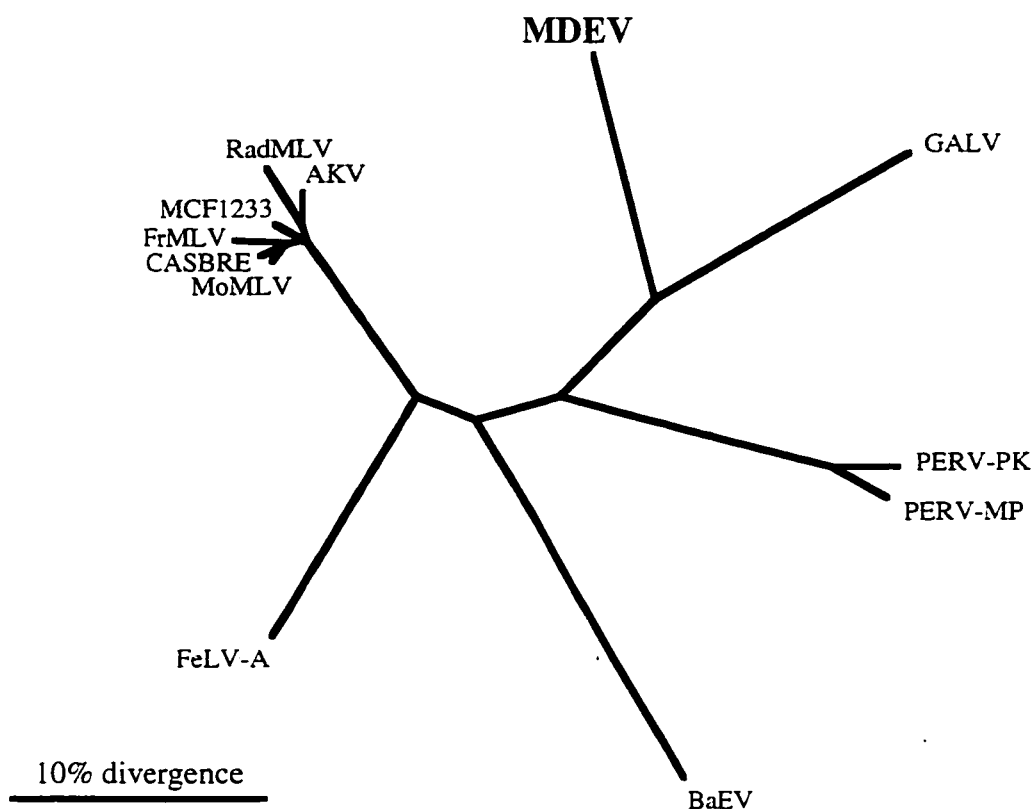 MDEV
GALV
RadMLV
AKV
MCF1233
FrMLV
CASBRE
MoMLV
PERV-PK
PERV-MP
FeLV-A
10% divergence
BaEV